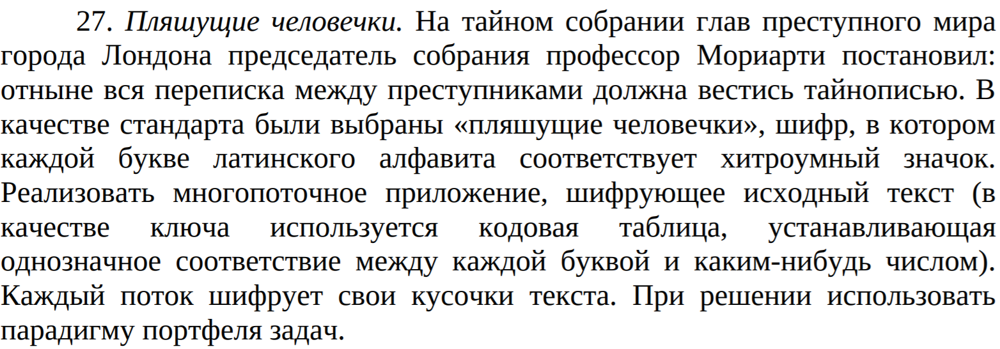 27. Пляшущие человечки. На тайном собрании глав преступного мира
города Лондона председатель собрания профессор Мориарти постановил:
отныне вся переписка между преступниками должна вестись тайнописью. В
качестве стандарта были выбраны «пляшущие человечки», шифр, в котором
каждой букве латинского алфавита соответствует хитроумный значок.
Реализовать многопоточное приложение, шифрующее исходный текст (в
качестве ключа используется кодовая таблица, устанавливающая
однозначное соответствие между каждой буквой и каким-нибудь числом).
Каждый поток шифрует свои кусочки текста. При решении использовать
парадигму портфеля задач.